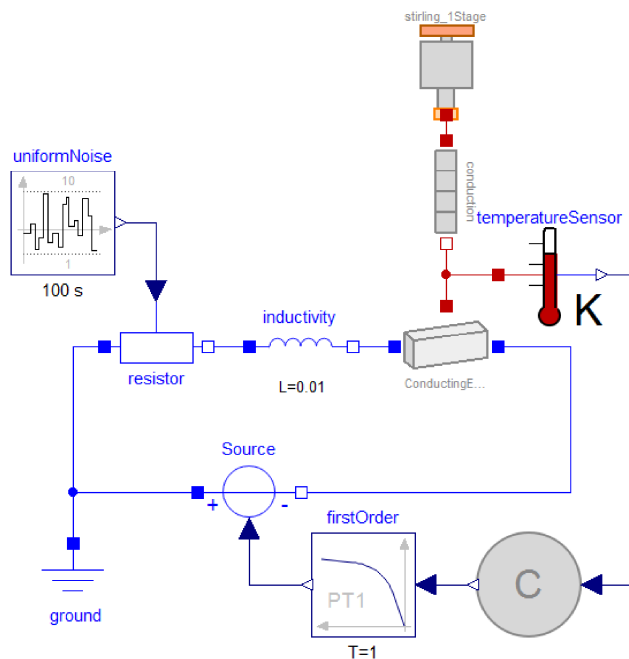 stirling_1Stage
conduction
uniformNoise
10
1
100 s
temperatureSensor
K
resistor
inductivity
L=0.01
ConductingE...
Source
+ -
ground
firstOrder
PT1
T=1
C